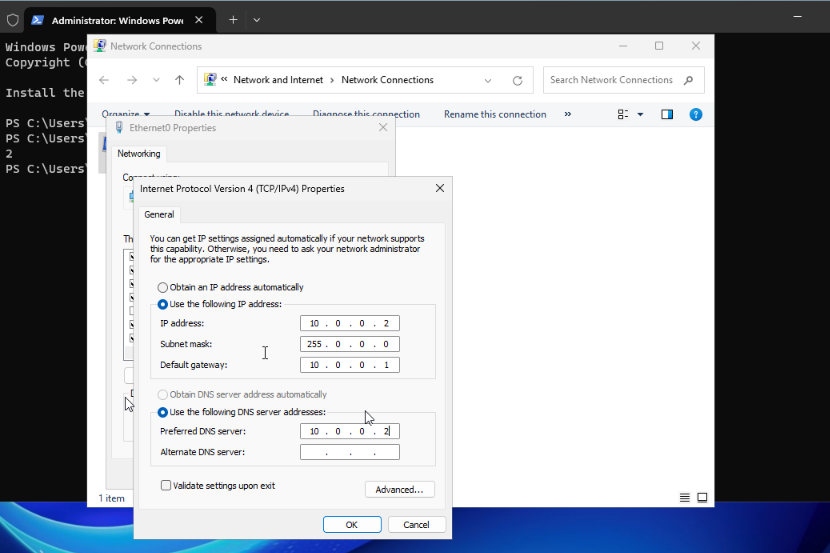 Administrator: Windows Powe
Windows Pow
Copyright (
Install the
PS C:\Users\
PS C:\Users\
2
PS C:\Users\
Network Connections
« Network and Internet > Network Connections
Search Network Connections
Organize
Disable this network device
Diagnose this connection
Rename this connection
»
Ethernet0 Properties
Networking
Connect using:
Th
Internet Protocol Version 4 (TCP/IPv4) Properties
General
You can get IP settings assigned automatically if your network supports
this capability. Otherwise, you need to ask your network administrator
for the appropriate IP settings.
Obtain an IP address automatically
Use the following IP address:
IP address: 10 . 0 . 0 . 2
Subnet mask: 255 . 0 . 0 . 0
Default gateway: 10 . 0 . 0 . 1
Obtain DNS server address automatically
Use the following DNS server addresses:
Preferred DNS server: 10 . 0 . 0 . 2
Alternate DNS server: . . .
Validate settings upon exit
Advanced...
OK
Cancel
1 item